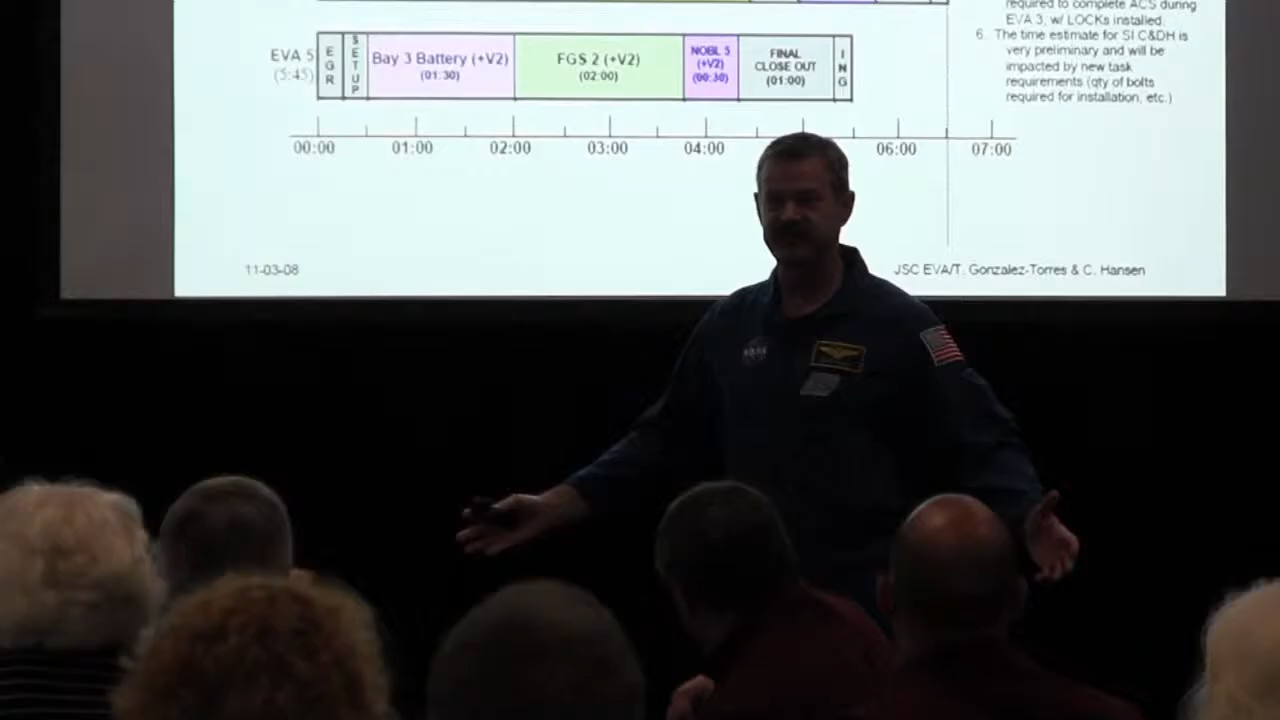 required to complete ACS during
EVA 3, w/ LOCKs installed.
6. The time estimate for SI C&DH is
very preliminary and will be
impacted by new task
requirements (qty of bolts
required for installation, etc.)
EVA 5
(5:45)
EGR
SETUP
Bay 3 Battery (+V2)
(01:30)
FGS 2 (+V2)
(02:00)
NOBL 5
(+V2)
(00:30)
FINAL
CLOSE OUT
(01:00)
ING
00:00 01:00 02:00 03:00 04:00 06:00 07:00
11-03-08
JSC EVA/T. Gonzalez-Torres & C. Hansen
NASA